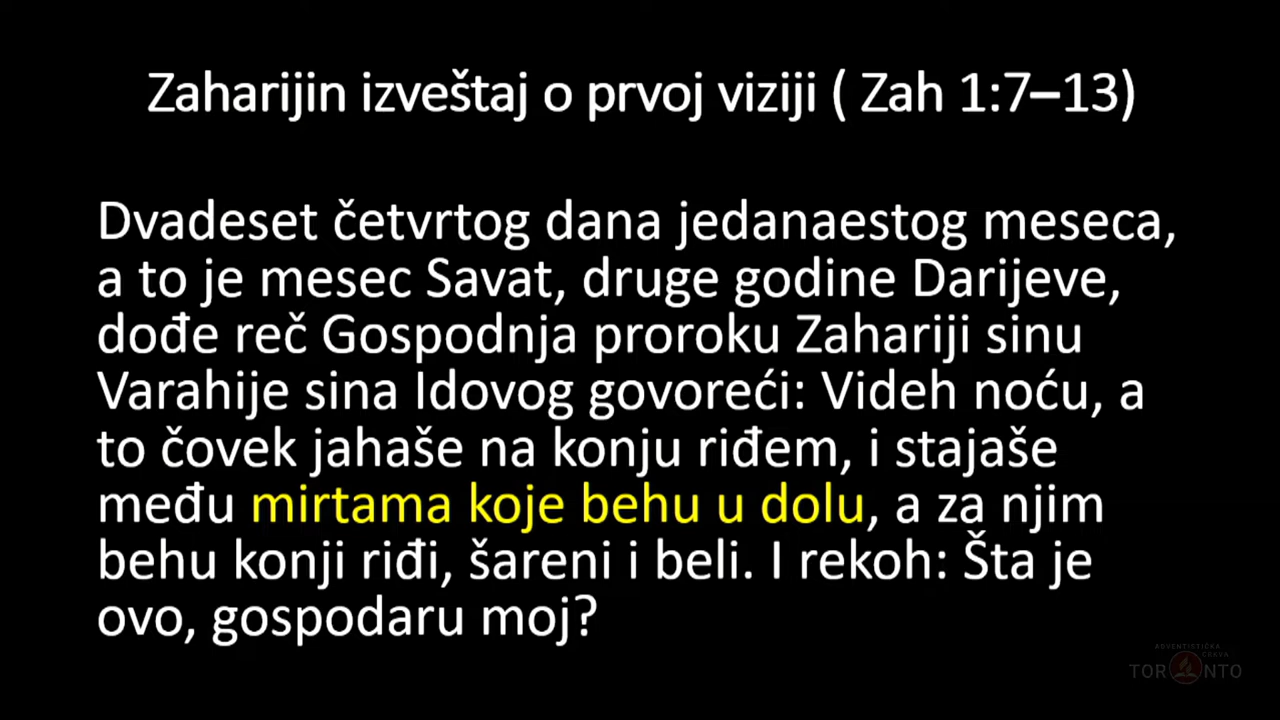 Zaharijin izveštaj o prvoj viziji ( Zah 1:7–13)
Dvadeset četvrtog dana jedanaestog meseca,
a to je mesec Savat, druge godine Darijeve,
dođe reč Gospodnja proroku Zahariji sinu
Varahije sina Idovog govoreći: Videh noću, a
to čovek jahaše na konju riđem, i stajaše
među mirtama koje behu u dolu, a za njim
behu konji riđi, šareni i beli. I rekoh: Šta je
ovo, gospodaru moj?
ADVENTISTIČKA
CRKVA
TORONTO